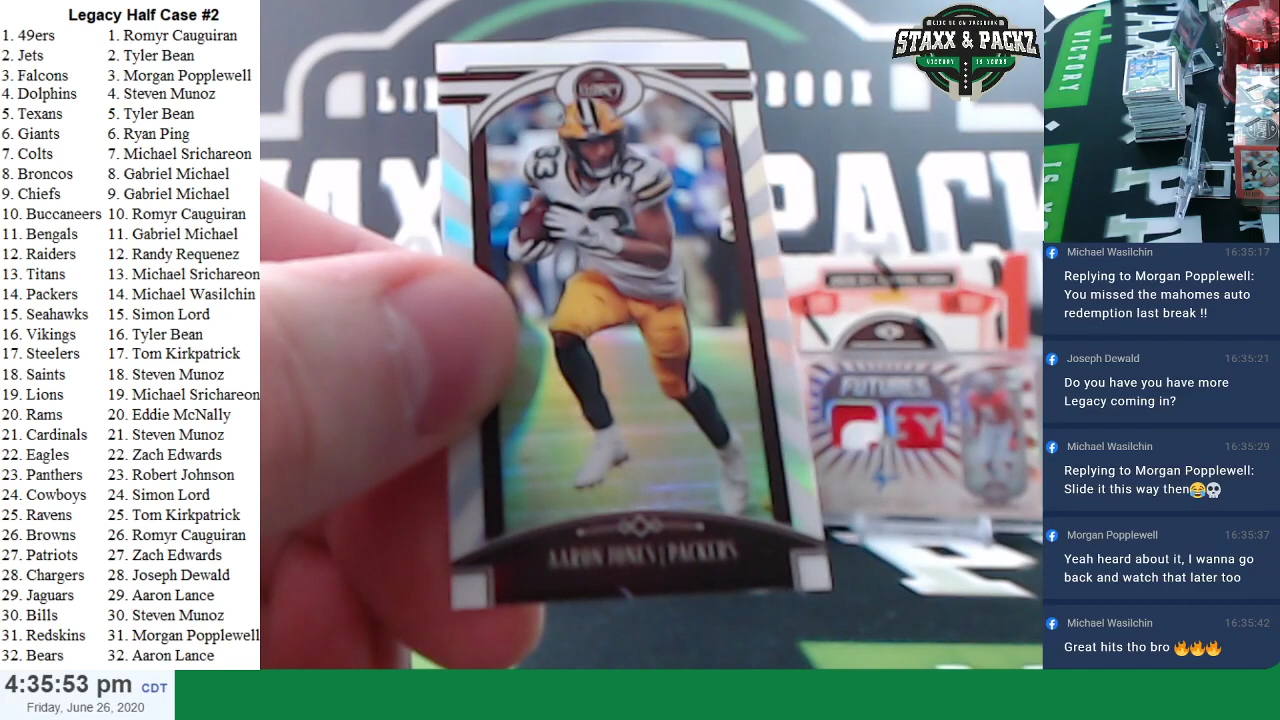 Legacy Half Case #2
1. 49ers 1. Romyr Cauguiran
2. Jets 2. Tyler Bean
3. Falcons 3. Morgan Popplewell
4. Dolphins 4. Steven Munoz
5. Texans 5. Tyler Bean
6. Giants 6. Ryan Ping
7. Colts 7. Michael Srichareon
8. Broncos 8. Gabriel Michael
9. Chiefs 9. Gabriel Michael
10. Buccaneers 10. Romyr Cauguiran
11. Bengals 11. Gabriel Michael
12. Raiders 12. Randy Requenez
13. Titans 13. Michael Srichareon
14. Packers 14. Michael Wasilchin
15. Seahawks 15. Simon Lord
16. Vikings 16. Tyler Bean
17. Steelers 17. Tom Kirkpatrick
18. Saints 18. Steven Munoz
19. Lions 19. Michael Srichareon
20. Rams 20. Eddie McNally
21. Cardinals 21. Steven Munoz
22. Eagles 22. Zach Edwards
23. Panthers 23. Robert Johnson
24. Cowboys 24. Simon Lord
25. Ravens 25. Tom Kirkpatrick
26. Browns 26. Romyr Cauguiran
27. Patriots 27. Zach Edwards
28. Chargers 28. Joseph Dewald
29. Jaguars 29. Aaron Lance
30. Bills 30. Steven Munoz
31. Redskins 31. Morgan Popplewell
32. Bears 32. Aaron Lance
4:35:53 pm CDT
Friday, June 26, 2020
LEGACY
33
AARON JONES | PACKERS
FUTURES
LIKE US ON FACEBOOK
STAXX & PACKZ
VICTORY IS YOURS
VICTORY
IS
Michael Wasilchin 16:35:17
Replying to Morgan Popplewell:
You missed the mahomes auto
redemption last break !!
Joseph Dewald 16:35:21
Do you have you have more
Legacy coming in?
Michael Wasilchin 16:35:29
Replying to Morgan Popplewell:
Slide it this way then😂💀
Morgan Popplewell 16:35:37
Yeah heard about it, I wanna go
back and watch that later too
Michael Wasilchin 16:35:42
Great hits tho bro 🔥🔥🔥